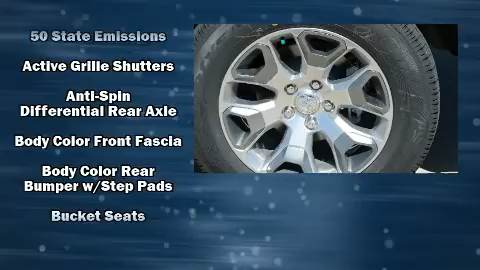 50 State Emissions
Active Grille Shutters
Anti-Spin
Differential Rear Axle
Body Color Front Fascia
Body Color Rear
Bumper w/Step Pads
Bucket Seats